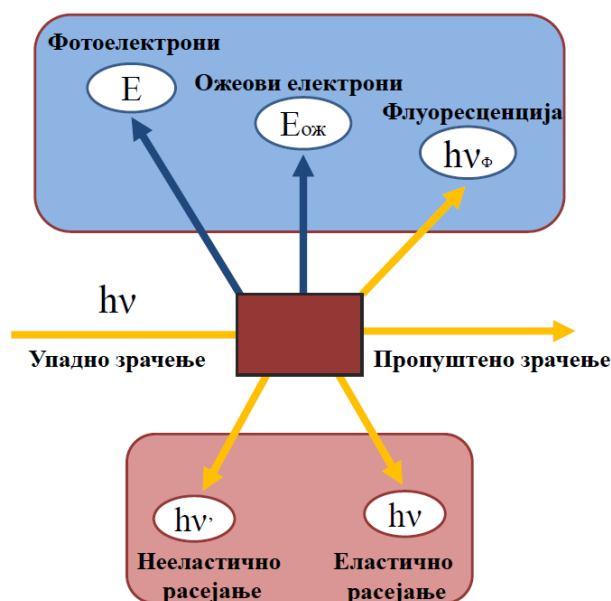 Фотоелектрони
E
Ожеови електрони
Eож
Флуоресценција
hνФ
hν
Упадно зрачење
Пропуштено зрачење
hν'
hν
Нееластично
расејање
Еластично
расејање